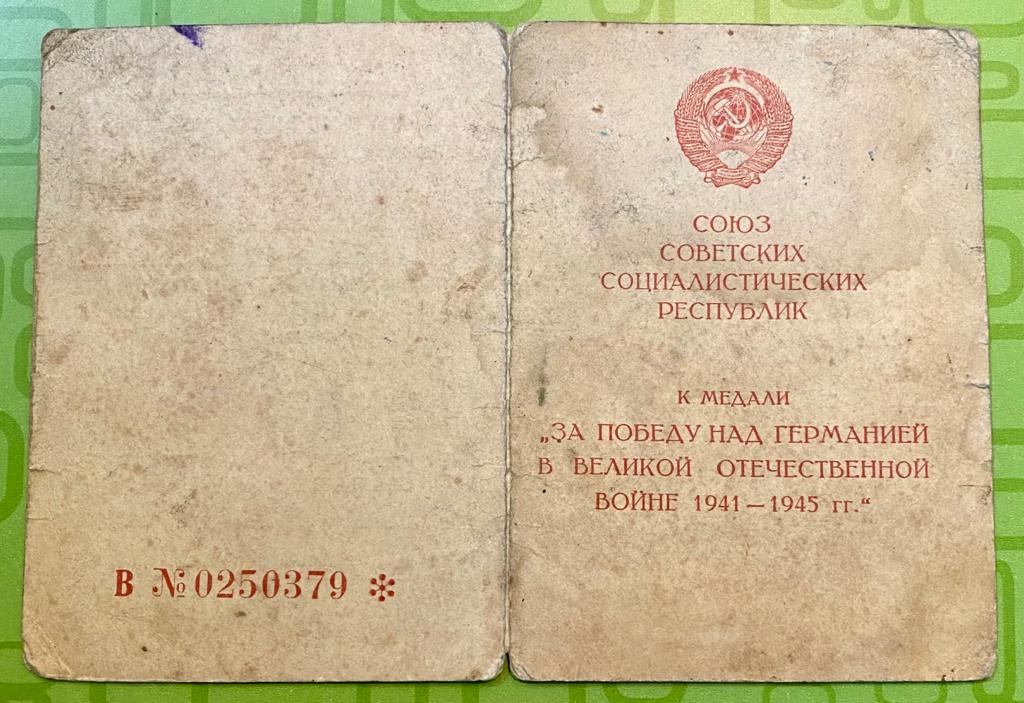 В № 0250379 *
СОЮЗ
СОВЕТСКИХ
СОЦИАЛИСТИЧЕСКИХ
РЕСПУБЛИК
К МЕДАЛИ
„ЗА ПОБЕДУ НАД ГЕРМАНИЕЙ
В ВЕЛИКОЙ ОТЕЧЕСТВЕННОЙ
ВОЙНЕ 1941 — 1945 гг.“